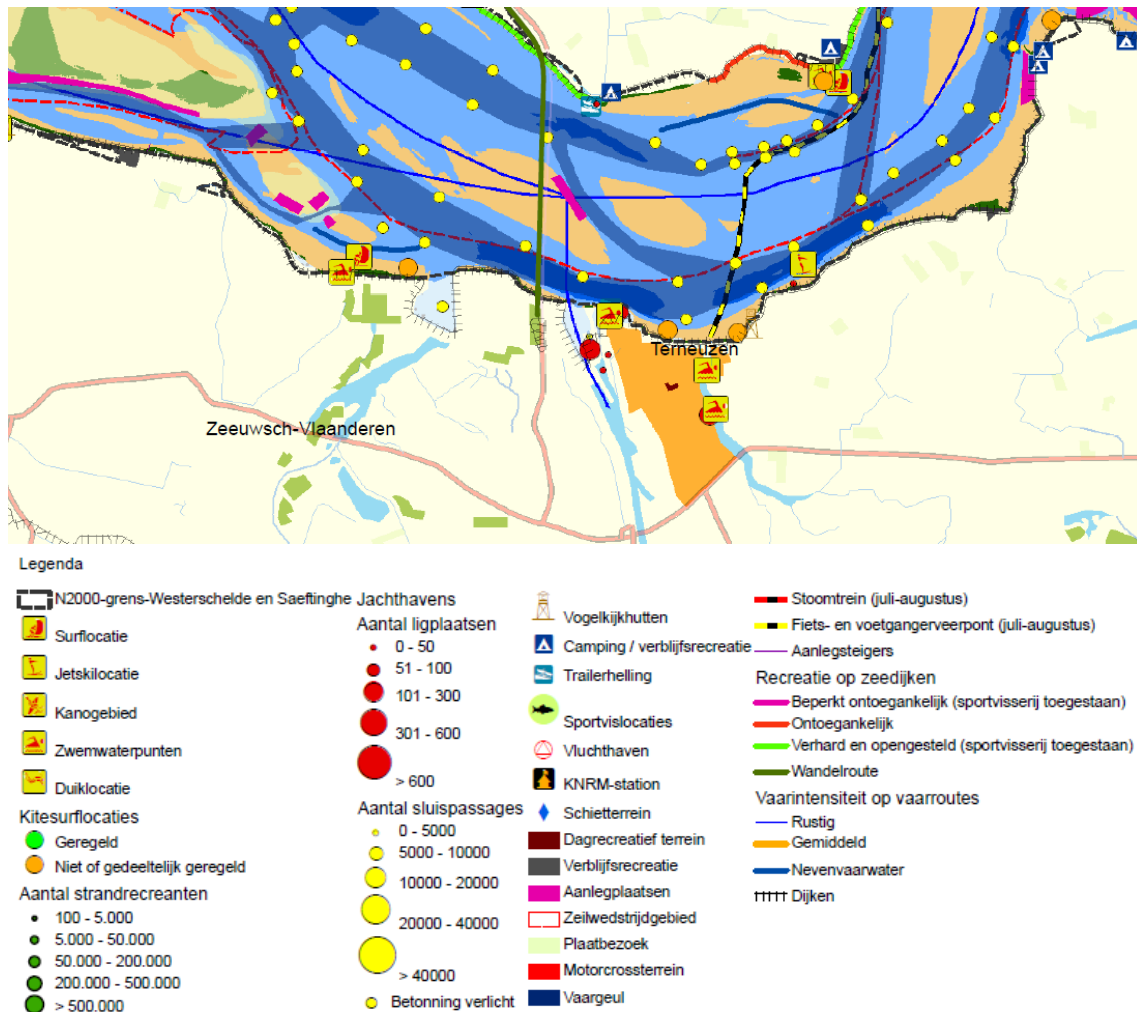 Terneuzen
Zeeuwsch-Vlaanderen
Legenda
N2000-grens-Westerschelde en Saeftinghe
Surflocatie
Jetskilocatie
Kanogebied
Zwemwaterpunten
Duiklocatie
Kitesurflocaties
Geregeld
Niet of gedeeltelijk geregeld
Aantal strandrecreanten
100 - 5.000
5.000 - 50.000
50.000 - 200.000
200.000 - 500.000
> 500.000
Jachthavens
Aantal ligplaatsen
0 - 50
51 - 100
101 - 300
301 - 600
> 600
Aantal sluispassages
0 - 5000
5000 - 10000
10000 - 20000
20000 - 40000
> 40000
Betonning verlicht
Vogelkijkhutten
Camping / verblijfsrecreatie
Trailerhelling
Sportvislocaties
Vluchthaven
KNRM-station
Schietterrein
Dagrecreatief terrein
Verblijfsrecreatie
Aanlegplaatsen
Zeilwedstrijdgebied
Plaatbezoek
Motorcrossterrein
Vaargeul
Stoomtrein (juli-augustus)
Fiets- en voetgangerveerpont (juli-augustus)
Aanlegsteigers
Recreatie op zeedijken
Beperkt ontoegankelijk (sportvisserij toegestaan)
Ontoegankelijk
Verhard en opengesteld (sportvisserij toegestaan)
Wandelroute
Vaarintensiteit op vaarroutes
Rustig
Gemiddeld
Nevenvaarwater
Dijken